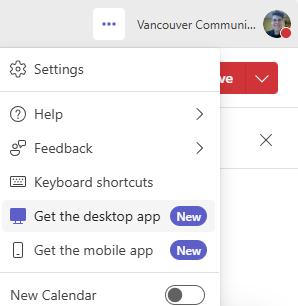 Vancouver Communi...
Settings
ve
Help
Feedback
Keyboard shortcuts
Get the desktop app New
Get the mobile app New
New Calendar